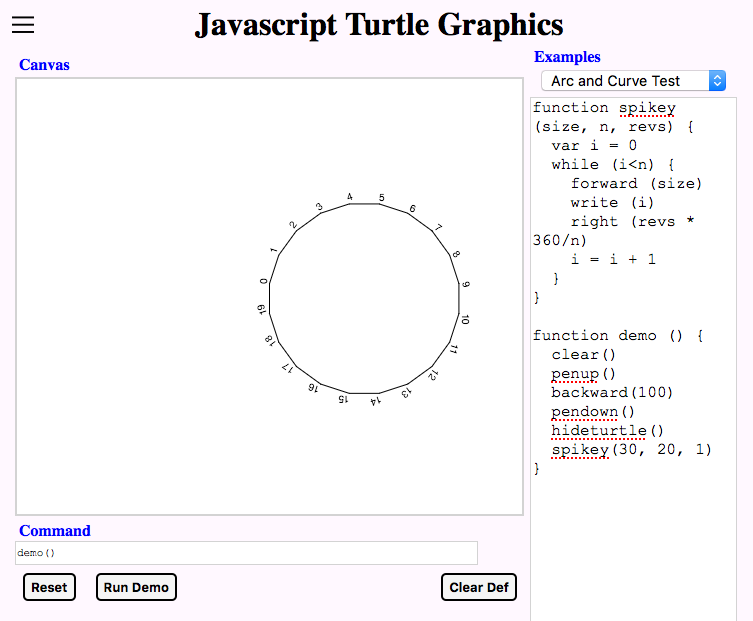 Javascript Turtle Graphics
Canvas
4 5
3 6
2 7
1 8
0 9
19 10
18 11
17 12
16 13
15 14
Command
demo()
Reset Run Demo Clear Def
Examples
Arc and Curve Test
function spikey
(size, n, revs) {
  var i = 0
  while (i<n) {
    forward (size)
    write (i)
    right (revs *
360/n)
    i = i + 1
  }
}

function demo () {
  clear()
  penup()
  backward(100)
  pendown()
  hideturtle()
  spikey(30, 20, 1)
}